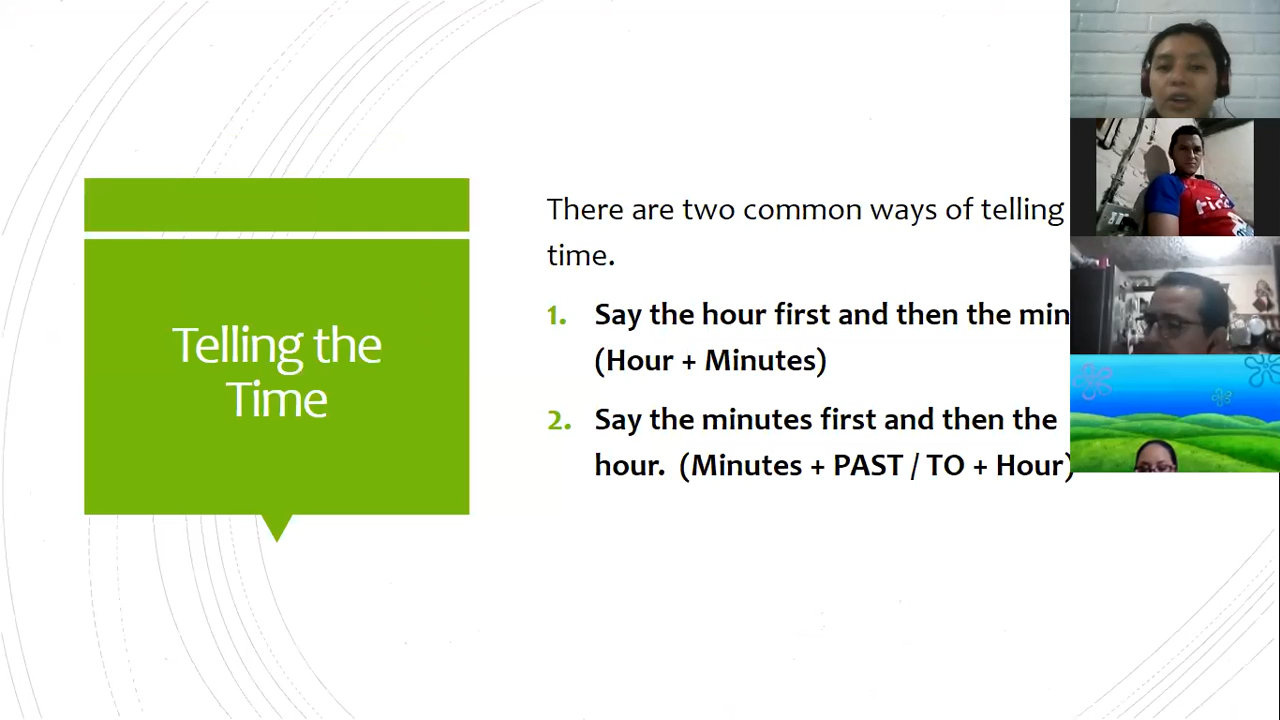 Telling the
Time
There are two common ways of telling
time.
1. Say the hour first and then the min
(Hour + Minutes)
2. Say the minutes first and then the
hour. (Minutes + PAST / TO + Hour)